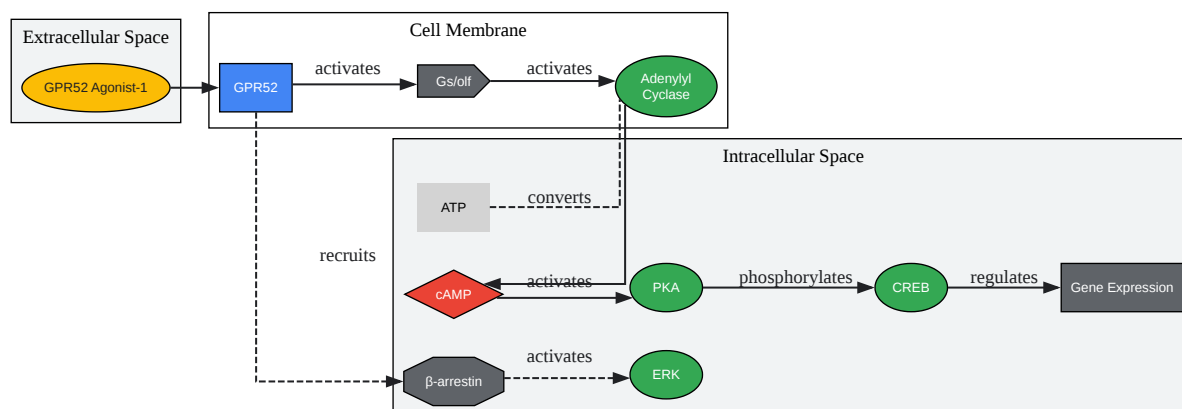 Extracellular Space
Cell Membrane
GPR52 Agonist-1
GPR52
activates
Gs/olf
activates
Adenylyl
Cyclase
Intracellular Space
ATP
converts
recruits
cAMP
activates
PKA
phosphorylates
CREB
regulates
Gene Expression
β-arrestin
activates
ERK